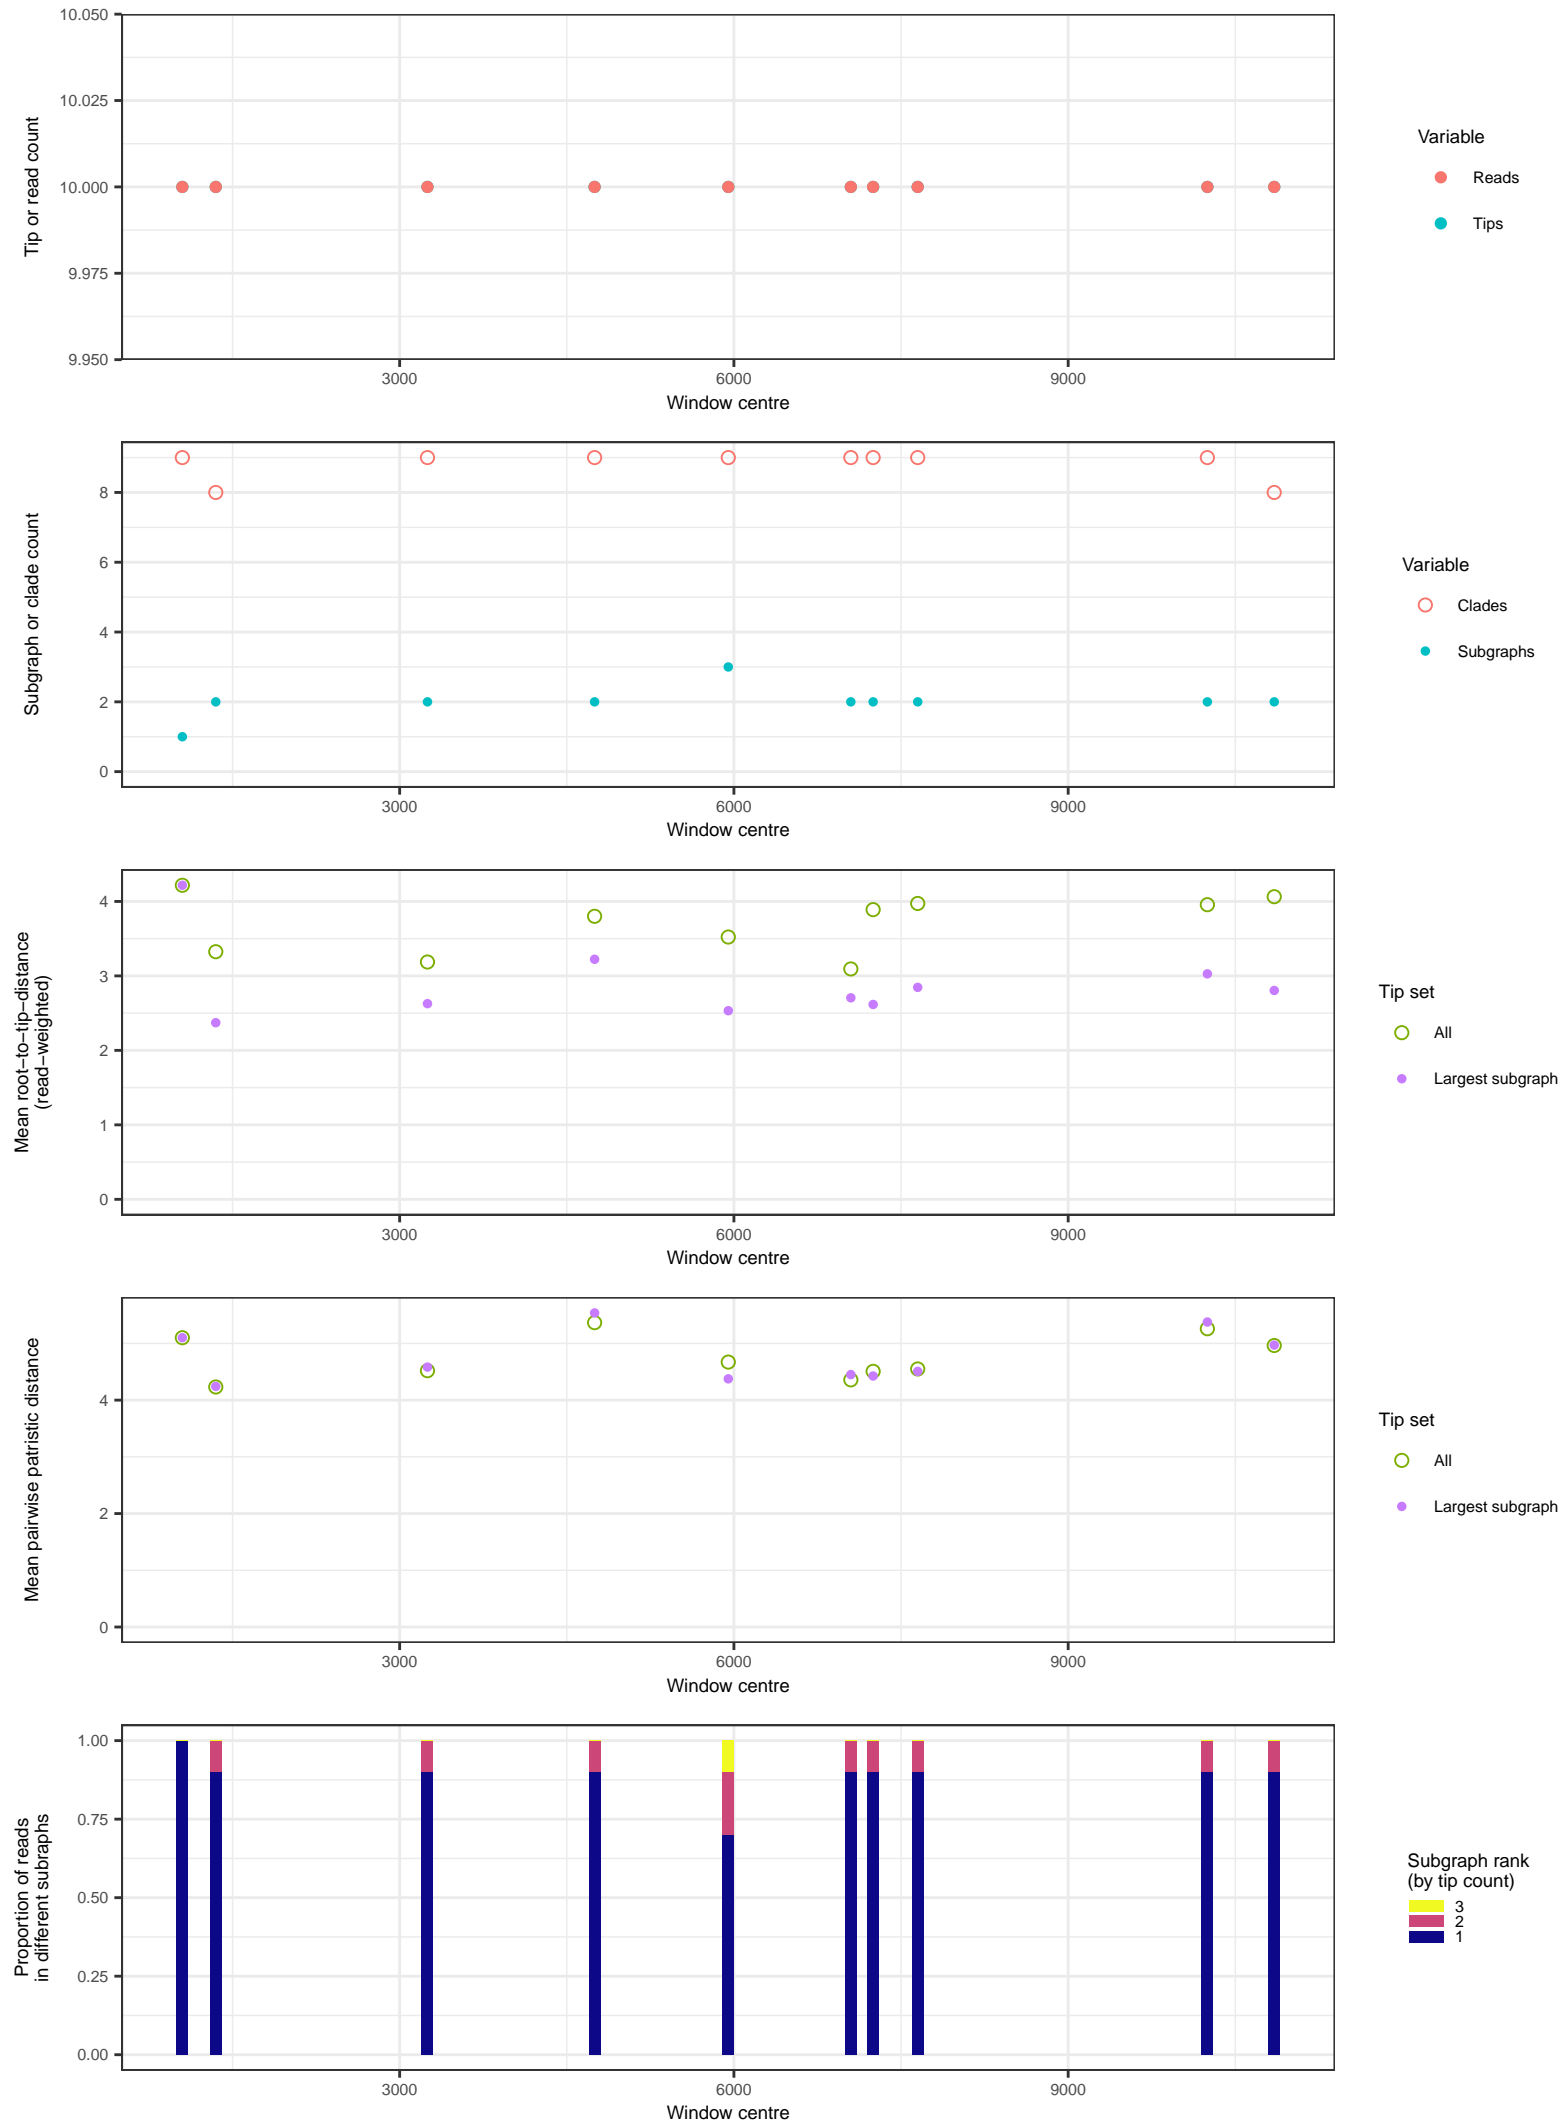 10.050
10.025
10.000
9.975
9.950
Tip or read count
3000
6000
9000
Window centre
Variable
Reads
Tips
8
6
4
2
0
Subgraph or clade count
3000
6000
9000
Window centre
Variable
Clades
Subgraphs
4
3
2
1
0
Mean root−to−tip−distance
(read−weighted)
3000
6000
9000
Window centre
Tip set
All
Largest subgraph
4
2
0
Mean pairwise patristic distance
3000
6000
9000
Window centre
Tip set
All
Largest subgraph
1.00
0.75
0.50
0.25
0.00
Proportion of reads
in different subraphs
3000
6000
9000
Window centre
Subgraph rank
(by tip count)
3
2
1